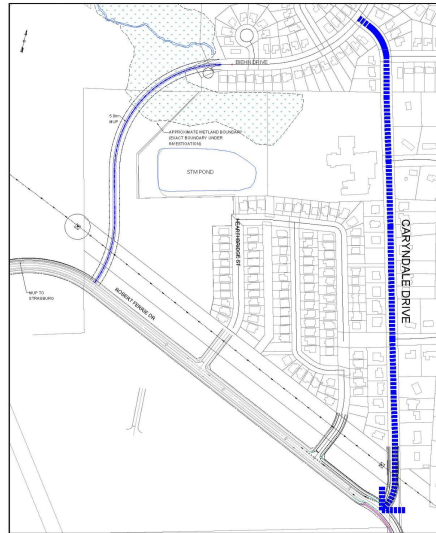 BIEHN DRIVE
5.0m
MUP
APPROXIMATE WETLAND BOUNDARY
(EXACT BOUNDARY UNDER
INVESTIGATION)
STM POND
CARYNDALE DRIVE
MUP TO
STRASBURG
ROBERT FERRIE DR.